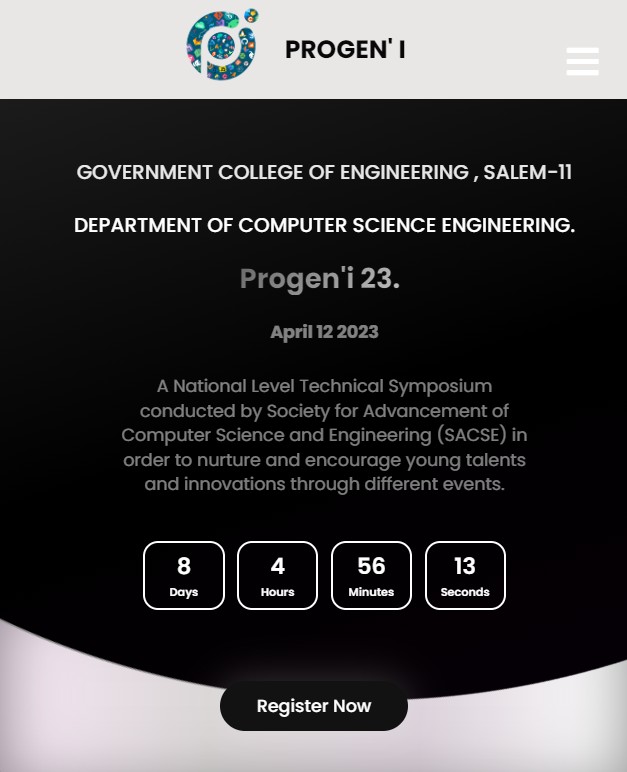 PROGEN' I
GOVERNMENT COLLEGE OF ENGINEERING , SALEM-11
DEPARTMENT OF COMPUTER SCIENCE ENGINEERING.
Progen'i 23.
April 12 2023
A National Level Technical Symposium
conducted by Society for Advancement of
Computer Science and Engineering (SACSE) in
order to nurture and encourage young talents
and innovations through different events.
8 4 56 13
Days Hours Minutes Seconds
Register Now